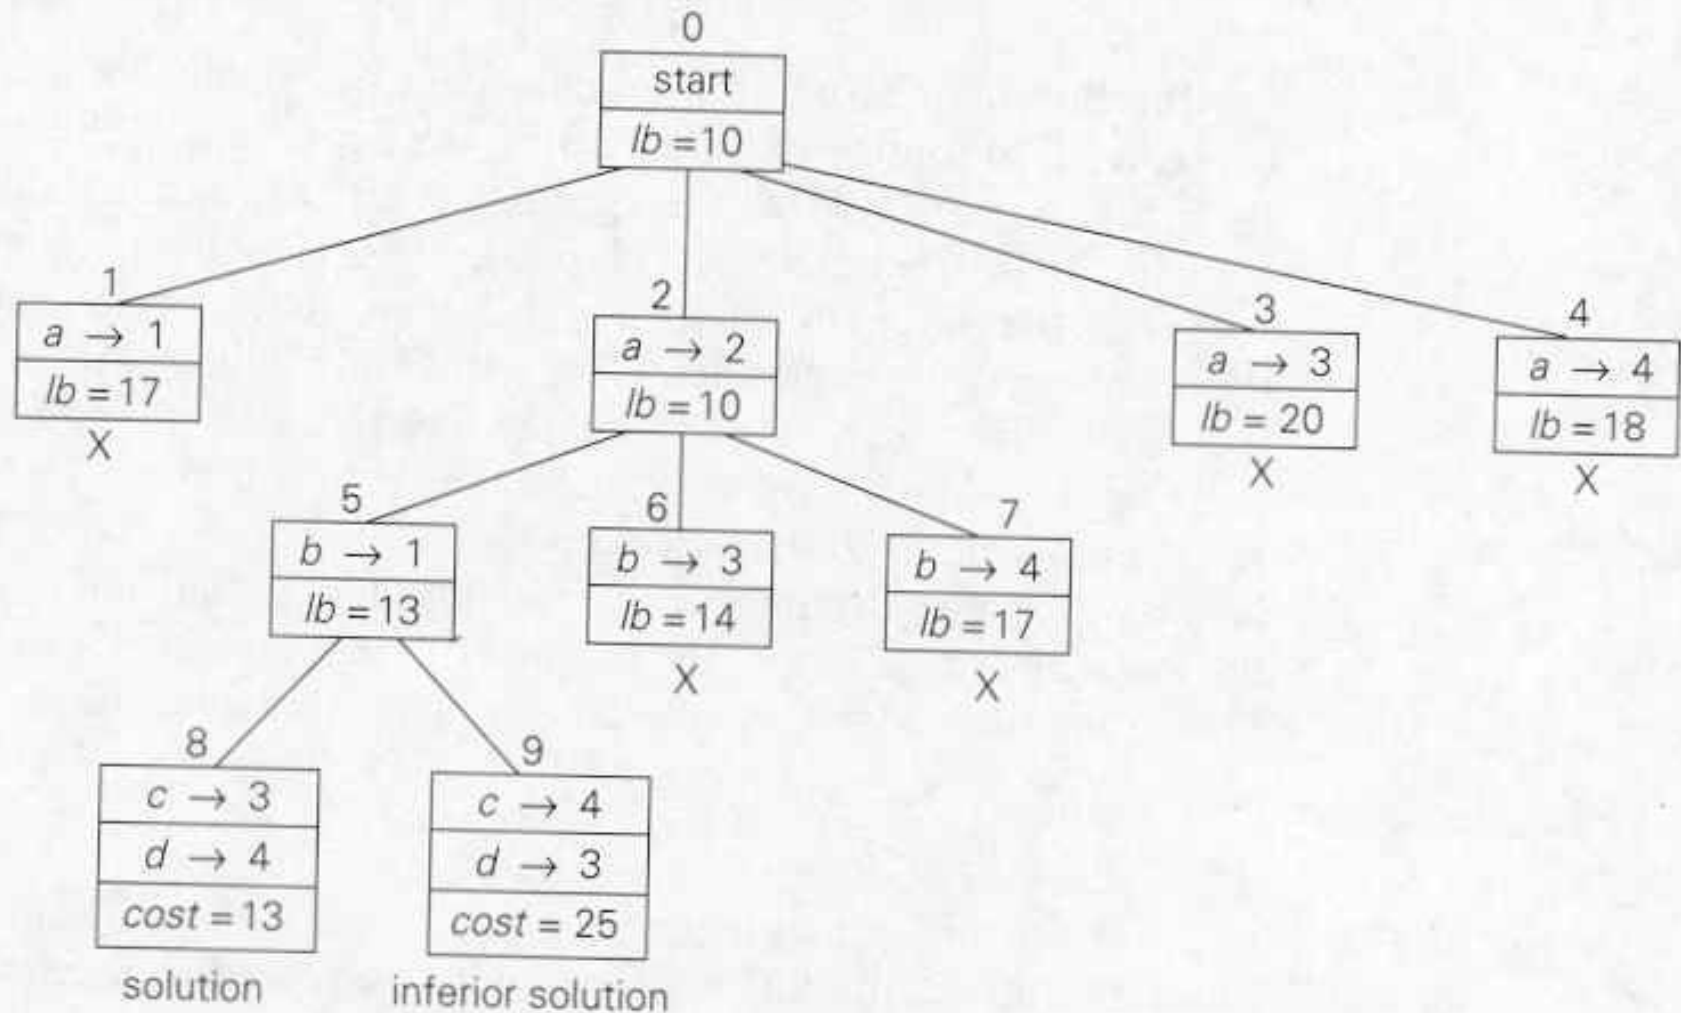 0
start
lb = 10
1
a → 1
lb = 17
X
2
a → 2
lb = 10
3
a → 3
lb = 20
X
4
a → 4
lb = 18
X
5
b → 1
lb = 13
6
b → 3
lb = 14
X
7
b → 4
lb = 17
X
8
c → 3
d → 4
cost = 13
solution
9
c → 4
d → 3
cost = 25
inferior solution